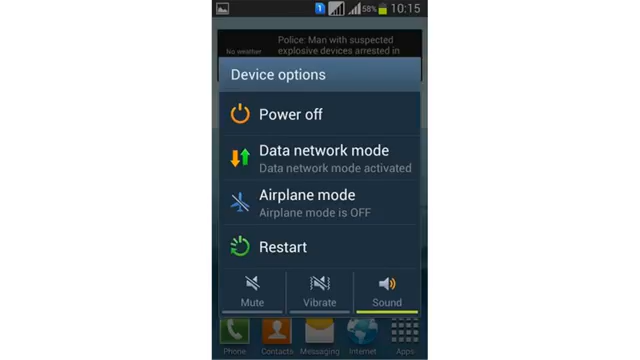 1 58% 10:15
Police: Man with suspected
No weather explosive devices arrested in
Device options
Power off
Data network mode
Data network mode activated
Airplane mode
Airplane mode is OFF
Restart
Mute Vibrate Sound
Phone Contacts Messaging Internet Apps